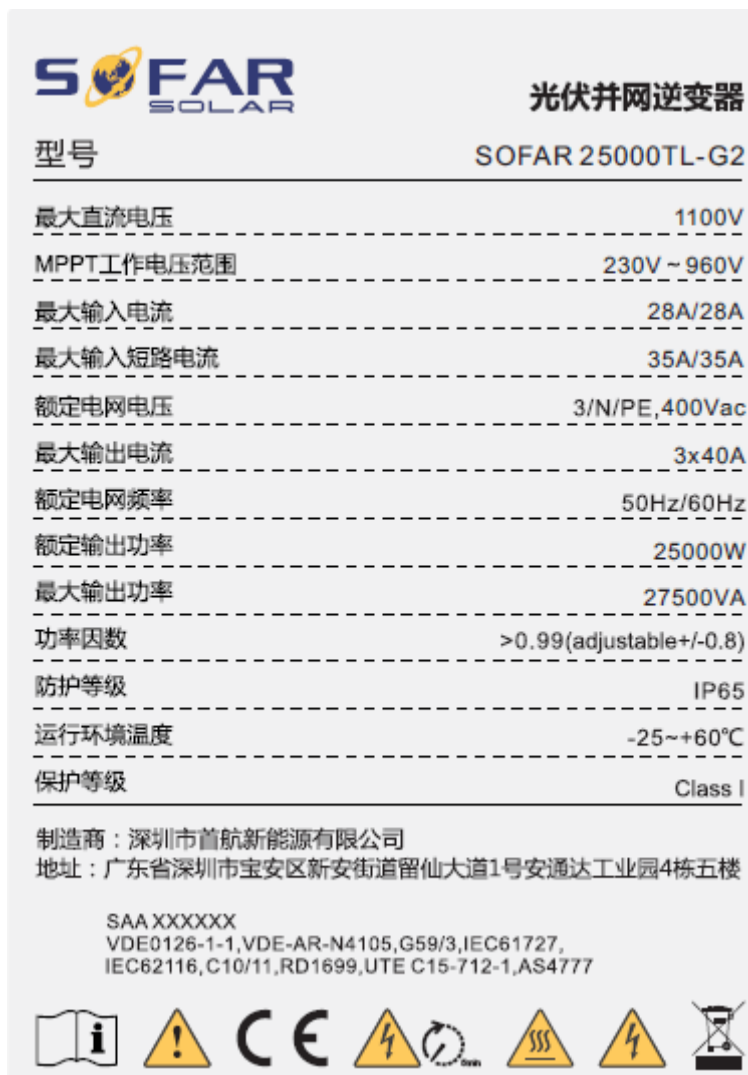 SOFAR
SOLAR
光伏并网逆变器
型号 SOFAR 25000TL-G2
最大直流电压 1100V
MPPT工作电压范围 230V~960V
最大输入电流 28A/28A
最大输入短路电流 35A/35A
额定电网电压 3/N/PE,400Vac
最大输出电流 3x40A
额定电网频率 50Hz/60Hz
额定输出功率 25000W
最大输出功率 27500VA
功率因数 >0.99(adjustable+/-0.8)
防护等级 IP65
运行环境温度 -25~+60℃
保护等级 Class I
制造商：深圳市首航新能源有限公司
地址：广东省深圳市宝安区新安街道留仙大道1号安通达工业园4栋五楼
SAA XXXXXX
VDE0126-1-1,VDE-AR-N4105,G59/3,IEC61727,
IEC62116,C10/11,RD1699,UTE C15-712-1,AS4777
i CE